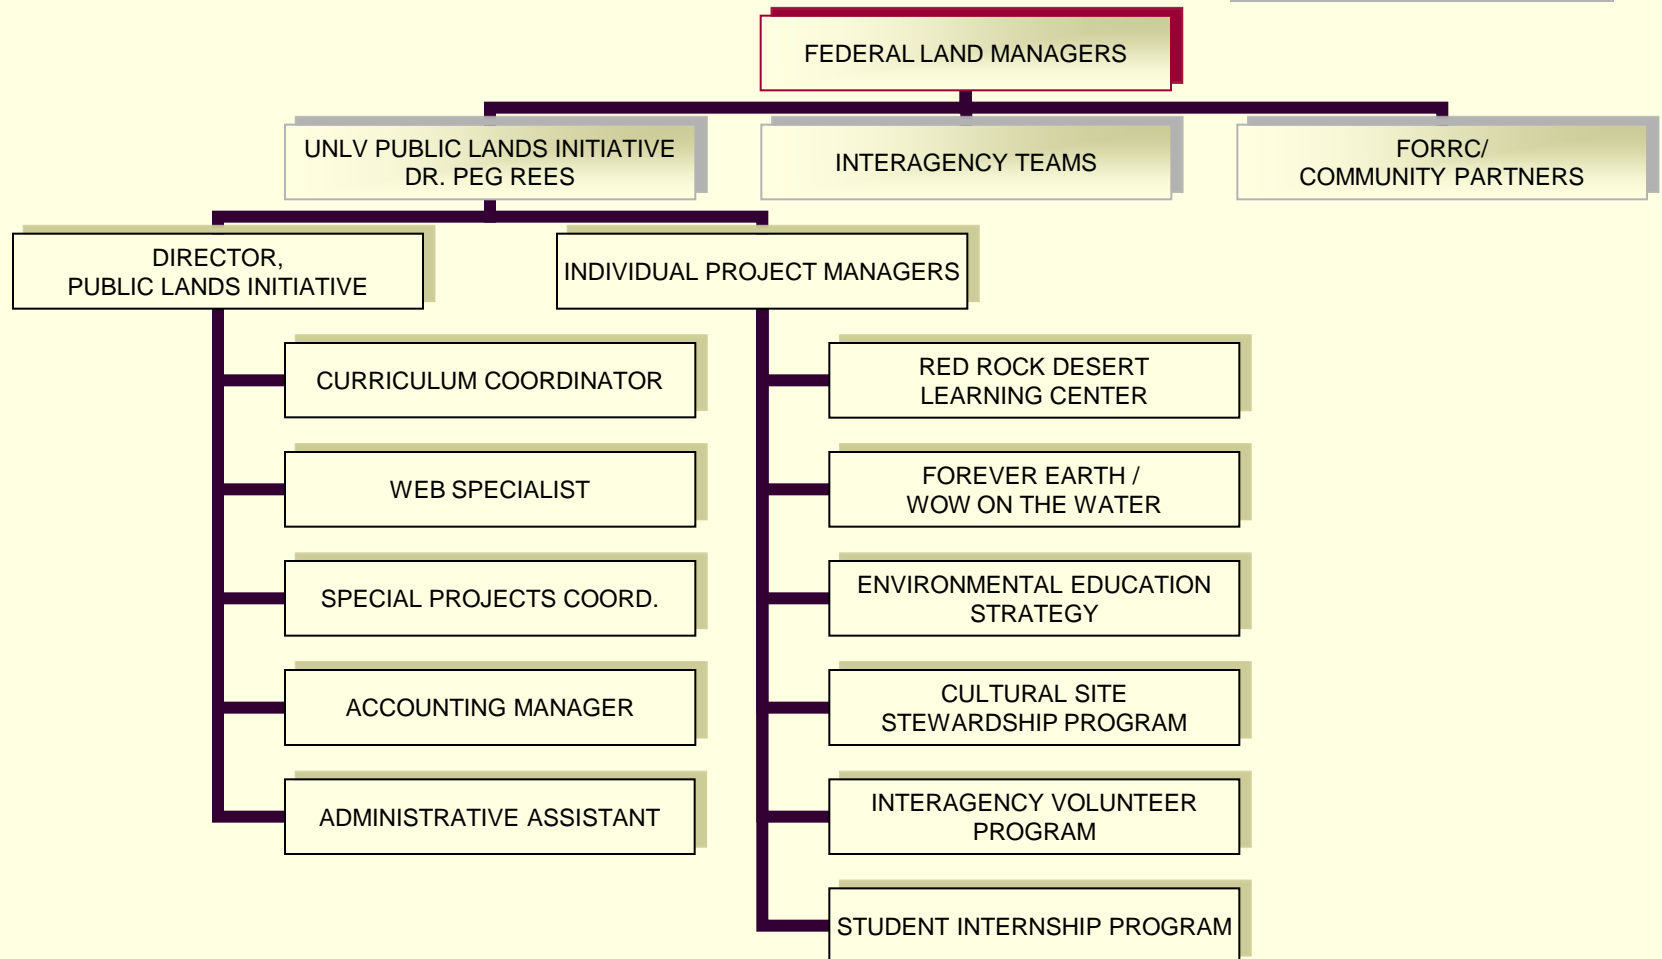 FEDERAL LAND MANAGERS
UNLV PUBLIC LANDS INITIATIVE
DR. PEG REES
INTERAGENCY TEAMS
FORRC/
COMMUNITY PARTNERS
DIRECTOR,
PUBLIC LANDS INITIATIVE
INDIVIDUAL PROJECT MANAGERS
CURRICULUM COORDINATOR
WEB SPECIALIST
SPECIAL PROJECTS COORD.
ACCOUNTING MANAGER
ADMINISTRATIVE ASSISTANT
RED ROCK DESERT
LEARNING CENTER
FOREVER EARTH /
WOW ON THE WATER
ENVIRONMENTAL EDUCATION
STRATEGY
CULTURAL SITE
STEWARDSHIP PROGRAM
INTERAGENCY VOLUNTEER
PROGRAM
STUDENT INTERNSHIP PROGRAM